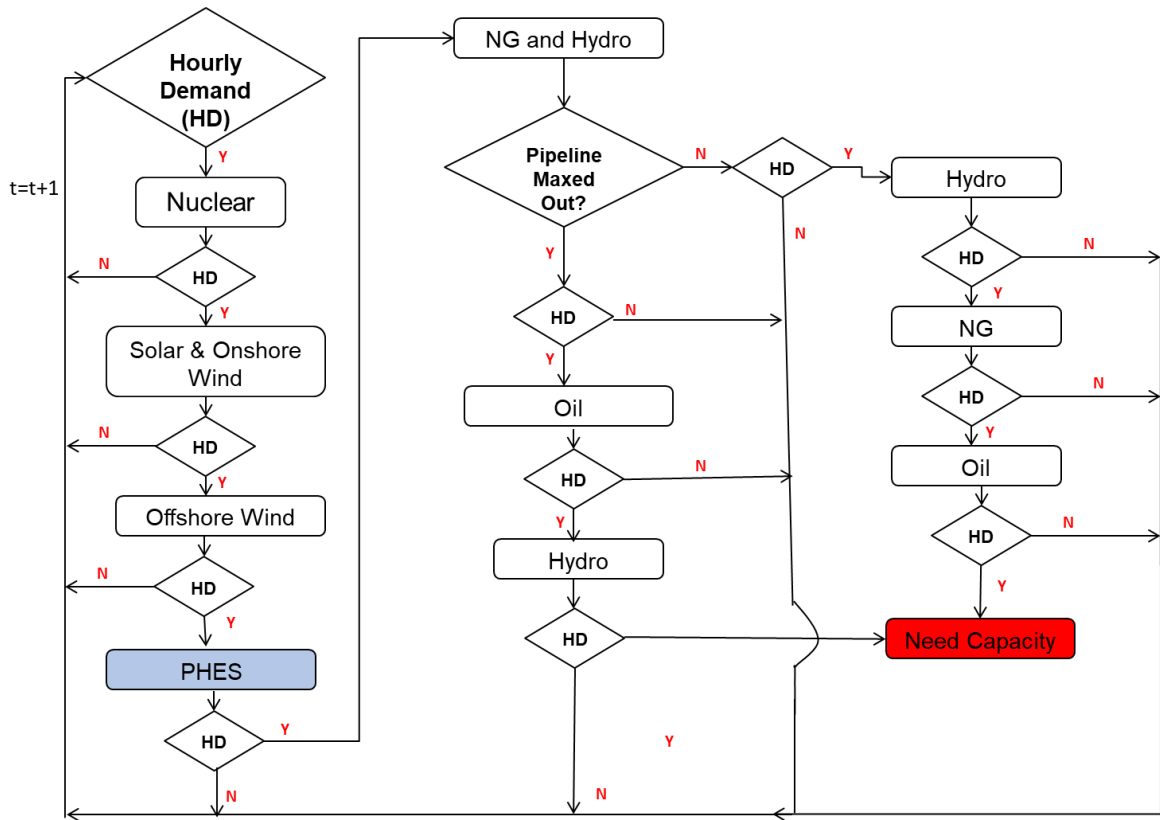 Hourly
Demand
(HD)
Y
t=t+1
Nuclear
N
HD
Y
Solar & Onshore
Wind
N
HD
Y
Offshore Wind
N
HD
Y
PHES
HD
Y
N
NG and Hydro
Pipeline
Maxed
Out?
N
Y
HD
N
Y
Oil
HD
N
Y
Hydro
HD
Y
N
HD
Y
N
Hydro
HD
N
Y
NG
HD
N
Y
Oil
HD
N
Y
Need Capacity